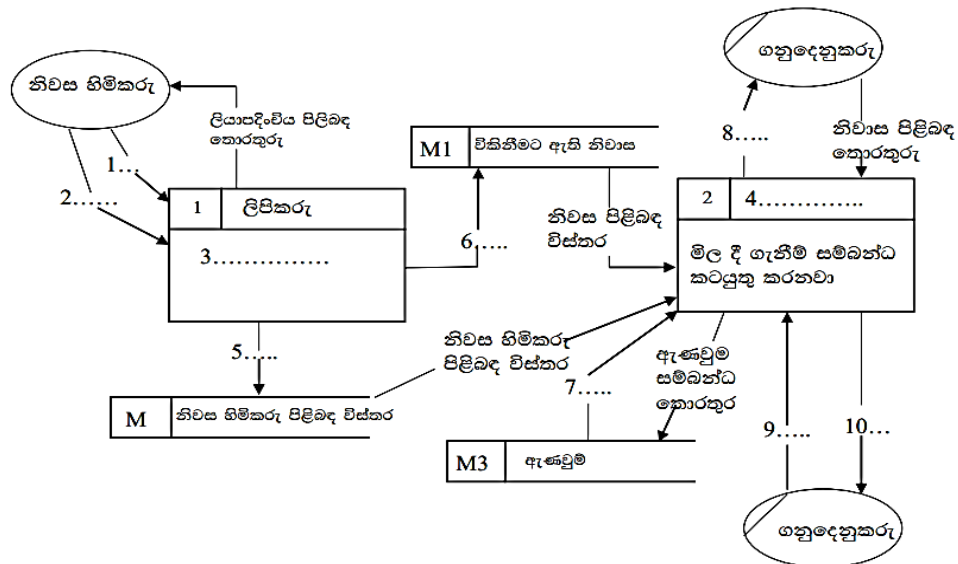 නිවස හිමිකරු
ලියාපදිංචිය පිලිබඳ
තොරතුරු
1…
2……
1 ලිපිකරු
3……………
5…..
M නිවස හිමිකරු පිළිබඳ විස්තර
M1 විකිනීමට ඇති නිවාස
6…..
නිවස පිළිබඳ
විස්තර
නිවස හිමිකරු
පිළිබඳ විස්තර
7…..
M3 ඇණවුම්
ගනුදෙනුකරු
8…..
නිවාස පිළිබඳ
තොරතුරු
2 4…………..
මිල දී ගැනීම් සම්බන්ධ
කටයුතු කරනවා
ඇණවුම
සම්බන්ධ
තොරතුර
9…..
10…
ගනුදෙනුකරු